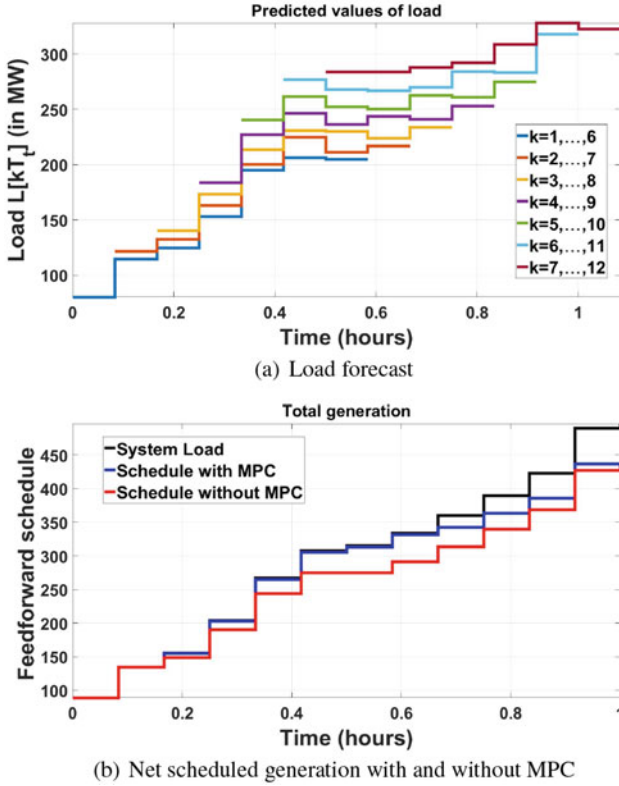 Predicted values of load
Load L[kTt] (in MW)
300
250
200
150
100
k=1,...,6
k=2,...,7
k=3,...,8
k=4,...,9
k=5,...,10
k=6,...,11
k=7,...,12
0 0.2 0.4 0.6 0.8 1
Time (hours)
(a) Load forecast
Total generation
Feedforward schedule
450
400
350
300
250
200
150
100
System Load
Schedule with MPC
Schedule without MPC
0 0.2 0.4 0.6 0.8 1
Time (hours)
(b) Net scheduled generation with and without MPC